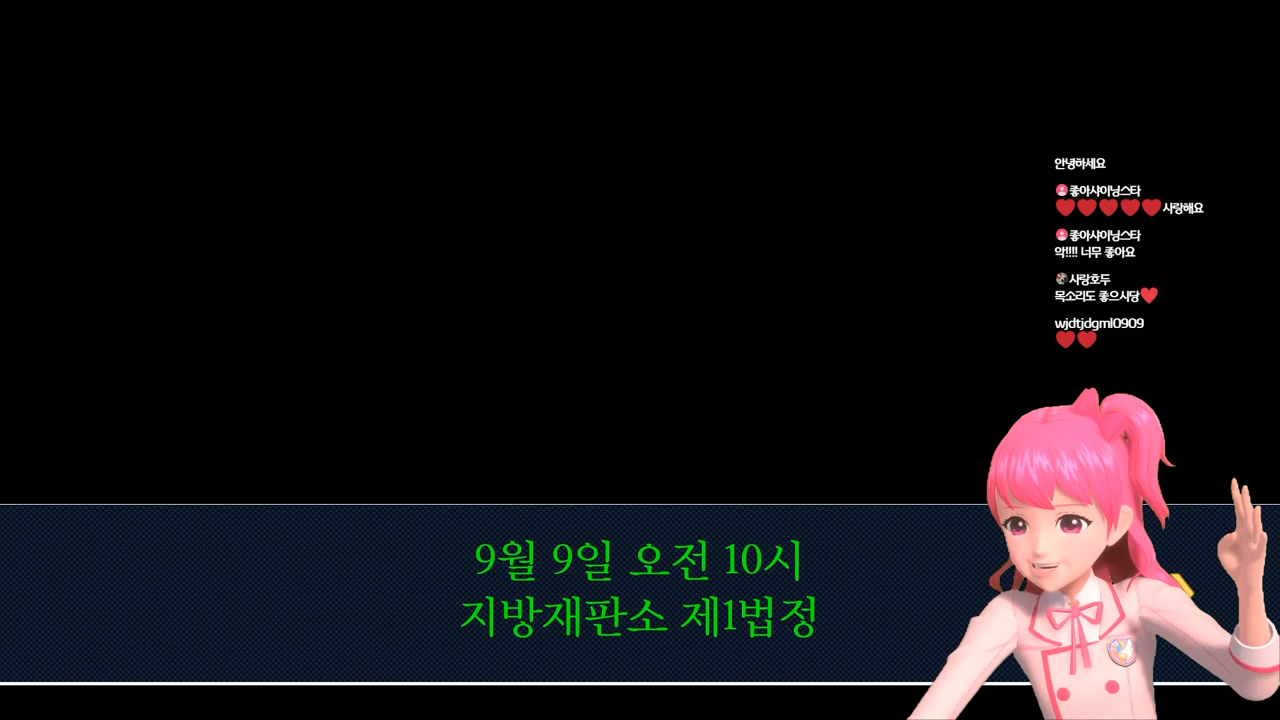 안녕하세요
좋아샤이닝스타
사랑해요
좋아샤이닝스타
악!!!! 너무 좋아요
사랑호두
목소리도 좋으시당
wjdtjdgml0909
9월 9일 오전 10시
지방재판소 제1법정